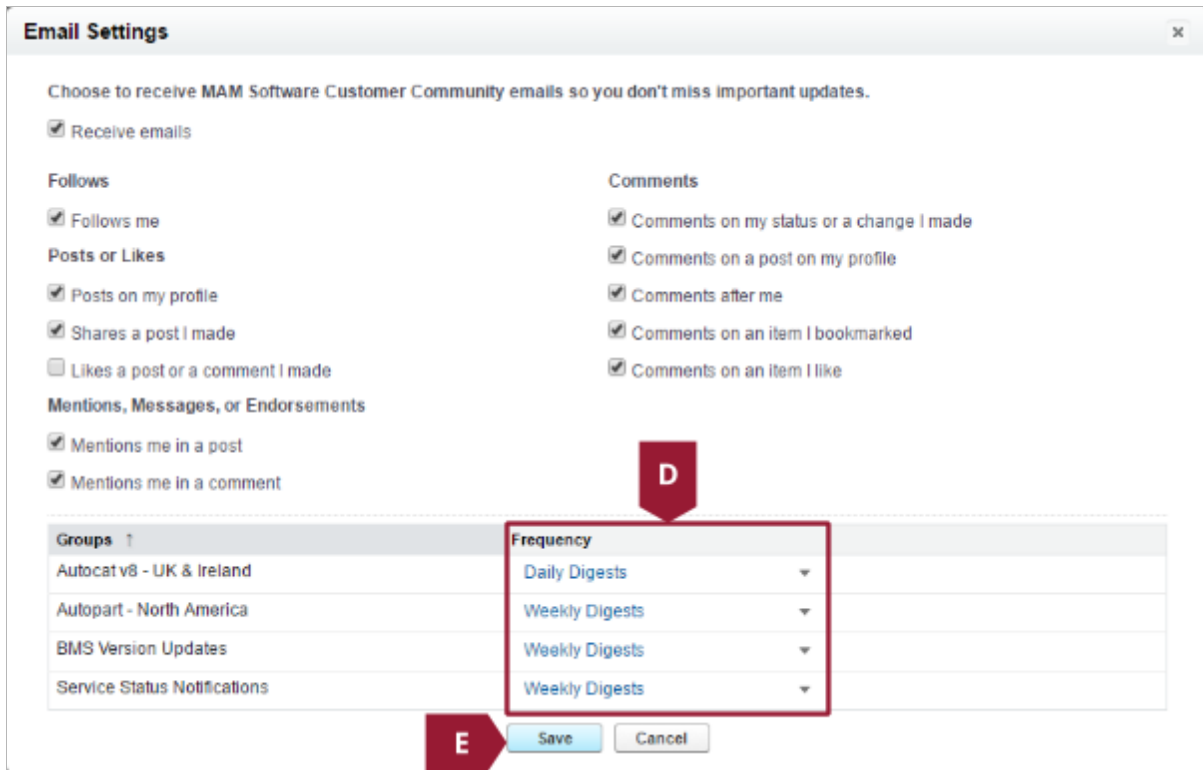 Email Settings
Choose to receive MAM Software Customer Community emails so you don't miss important updates.
Receive emails
Follows
Follows me
Posts or Likes
Posts on my profile
Shares a post I made
Likes a post or a comment I made
Mentions, Messages, or Endorsements
Mentions me in a post
Mentions me in a comment
Comments
Comments on my status or a change I made
Comments on a post on my profile
Comments after me
Comments on an item I bookmarked
Comments on an item I like
D
Groups ↑ Frequency
Autocat v8 - UK & Ireland Daily Digests
Autopart - North America Weekly Digests
BMS Version Updates Weekly Digests
Service Status Notifications Weekly Digests
E Save Cancel